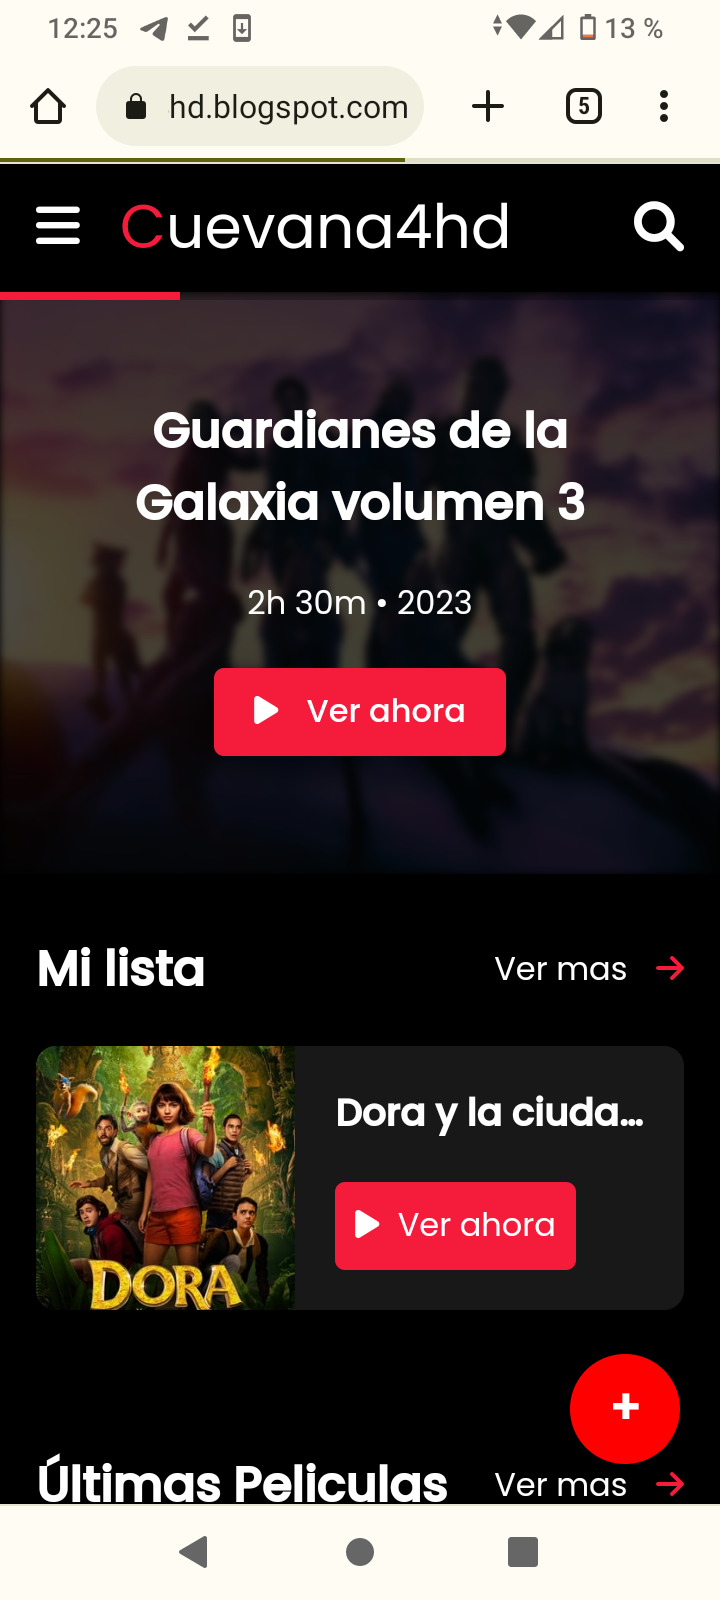 12:25
13 %
hd.blogspot.com
5
Cuevana4hd
Guardianes de la
Galaxia volumen 3
2h 30m • 2023
Ver ahora
Mi lista
Ver mas
Dora y la ciuda...
Ver ahora
DORA
+
Últimas Peliculas
Ver mas